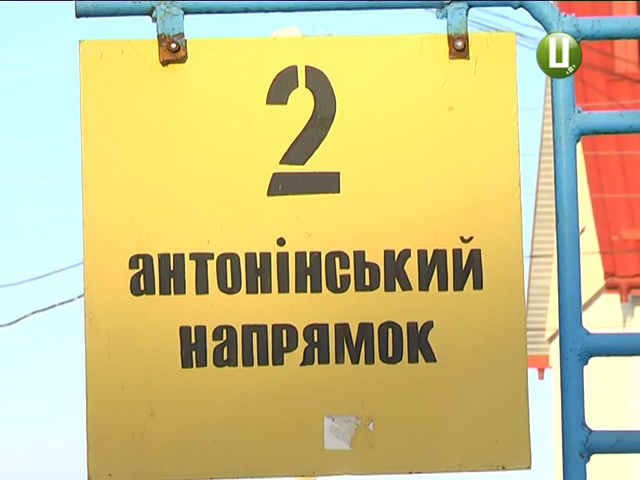 2
антонінський
напрямок
Ц